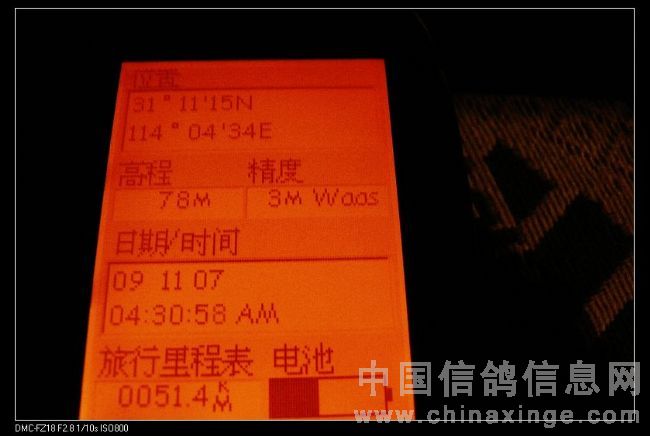 位置
31°11'15N
114°04'34E
高程 精度
78M 3M Waas
日期/时间
09 11 07
04:30:58 AM
旅行里程表 电池
0051.4 KM
中国信鸽信息网
www.chinaxinge.com
DMC-FZ18 F2.8 1/10s ISO800